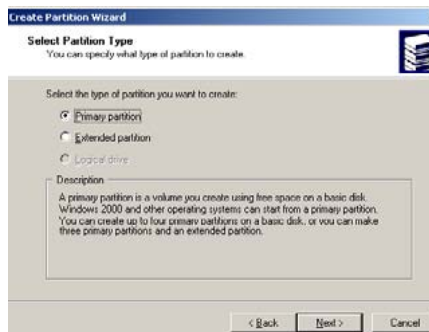 Create Partition Wizard
Select Partition Type
You can specify what type of partition to create.
Select the type of partition you want to create:
Primary partition
Extended partition
Logical drive
Description
A primary partition is a volume you create using free space on a basic disk.
Windows 2000 and other operating systems can start from a primary partition.
You can create up to four primary partitions on a basic disk, or you can make
three primary partitions and an extended partition.
< Back
Next >
Cancel